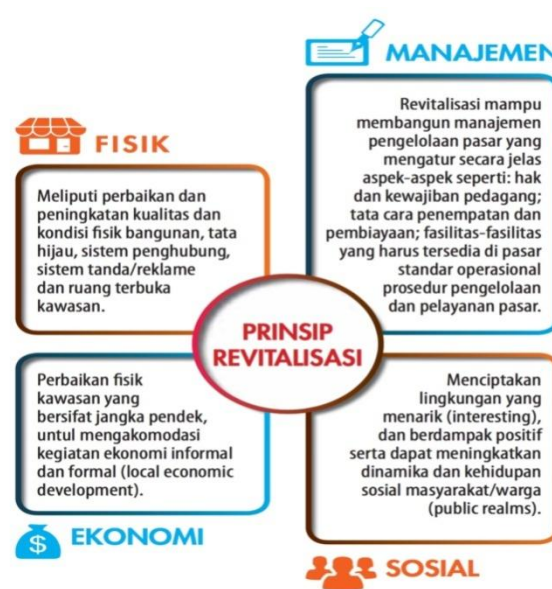 FISIK
Meliputi perbaikan dan
peningkatan kualitas dan
kondisi fisik bangunan, tata
hijau, sistem penghubung,
sistem tanda/reklame
dan ruang terbuka
kawasan.
MANAJEMEN
Revitalisasi mampu
membangun manajemen
pengelolaan pasar yang
mengatur secara jelas
aspek-aspek seperti: hak
dan kewajiban pedagang;
tata cara penempatan dan
pembiayaan; fasilitas-fasilitas
yang harus tersedia di pasar
standar operasional
prosedur pengelolaan
dan pelayanan pasar.
PRINSIP
REVITALISASI
Perbaikan fisik
kawasan yang
bersifat jangka pendek,
untul mengakomodasi
kegiatan ekonomi informal
dan formal (local economic
development).
$ EKONOMI
Menciptakan
lingkungan yang
menarik (interesting),
dan berdampak positif
serta dapat meningkatkan
dinamika dan kehidupan
sosial masyarakat/warga
(public realms).
SOSIAL